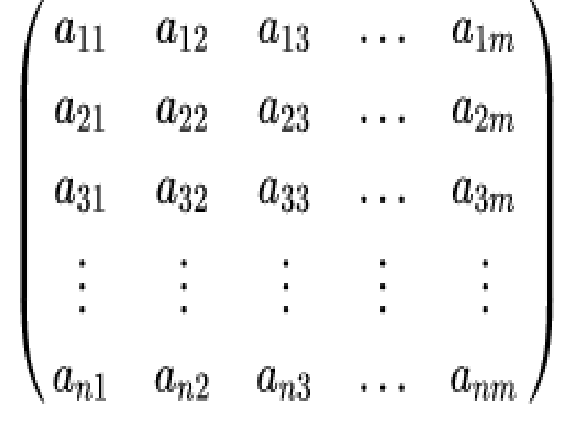 a₁₁ a₁₂ a₁₃ … a₁ₘ
a₂₁ a₂₂ a₂₃ … a₂ₘ
a₃₁ a₃₂ a₃₃ … a₃ₘ
⋮ ⋮ ⋮ ⋮ ⋮
aₙ₁ aₙ₂ aₙ₃ … aₙₘ